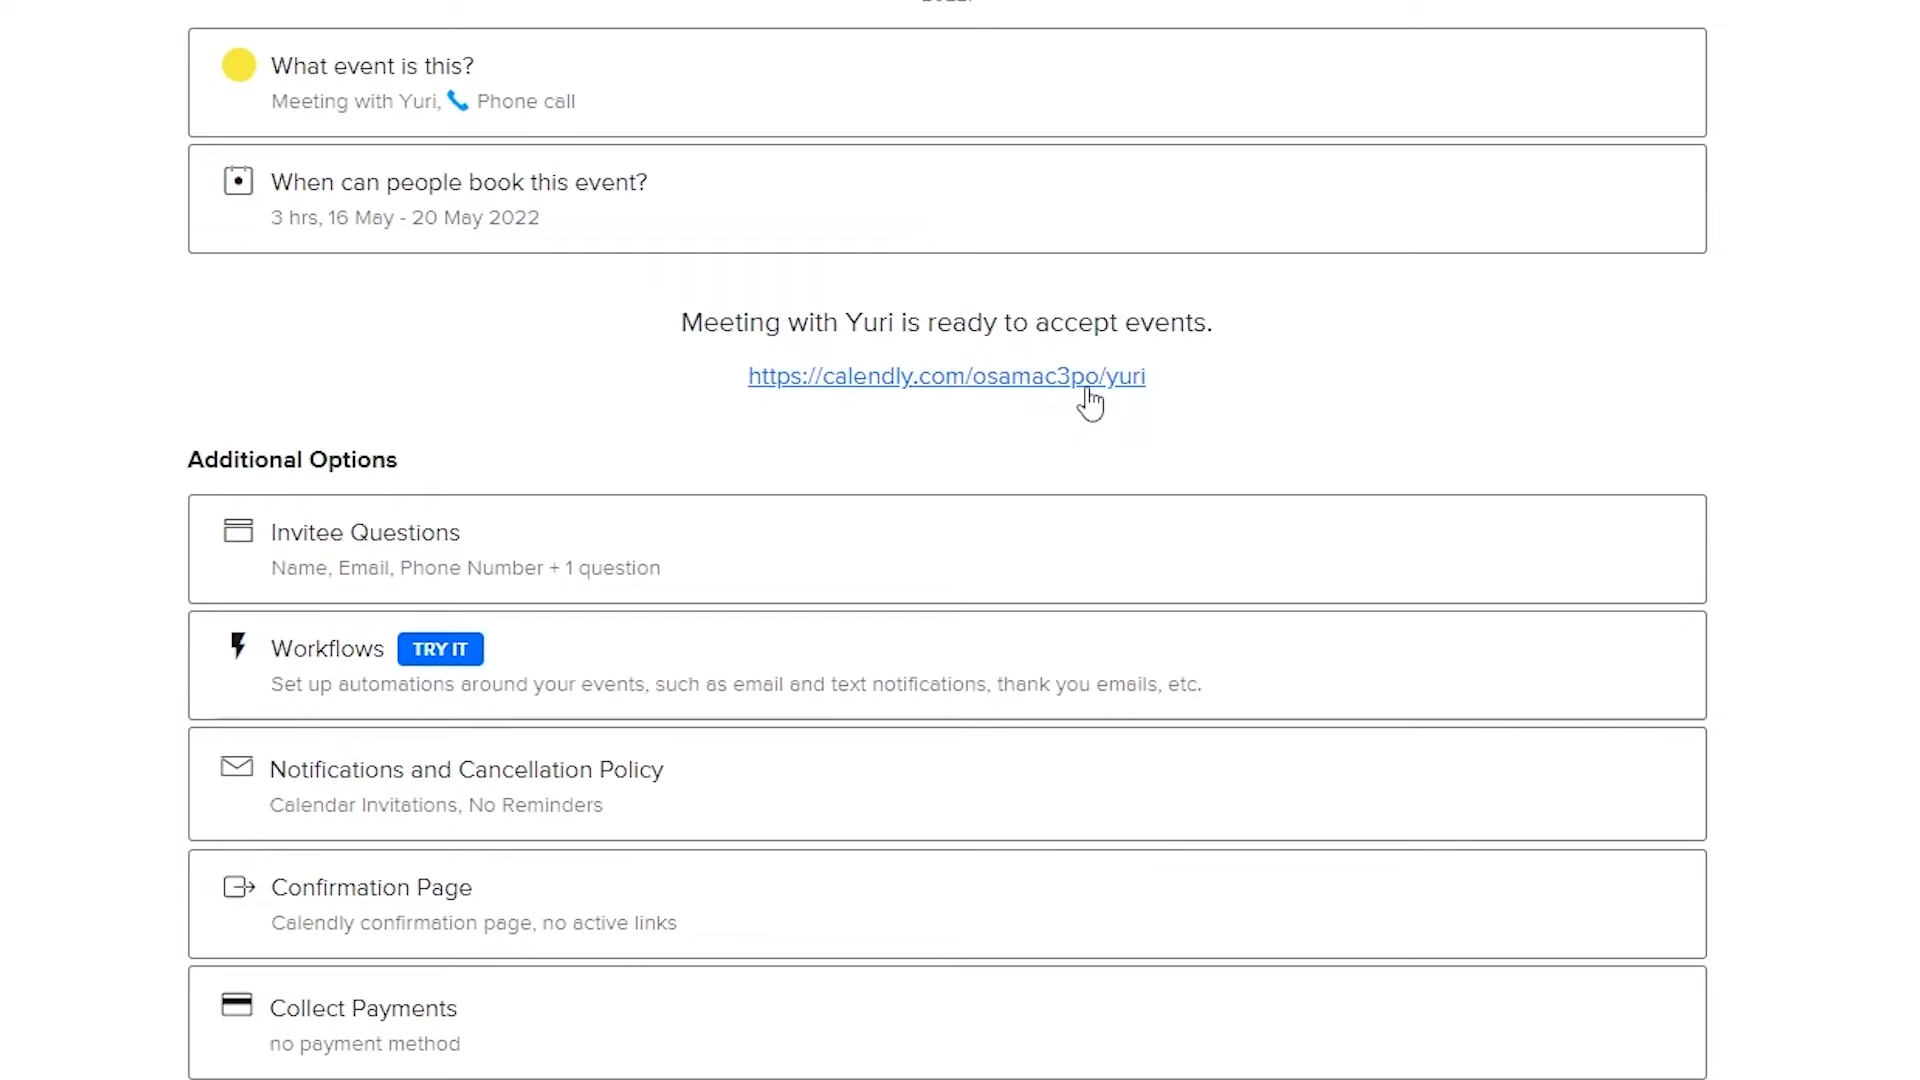 What event is this?
Meeting with Yuri, Phone call
When can people book this event?
3 hrs, 16 May - 20 May 2022
Meeting with Yuri is ready to accept events.
https://calendly.com/osamac3po/yuri
Additional Options
Invitee Questions
Name, Email, Phone Number + 1 question
Workflows TRY IT
Set up automations around your events, such as email and text notifications, thank you emails, etc.
Notifications and Cancellation Policy
Calendar Invitations, No Reminders
Confirmation Page
Calendly confirmation page, no active links
Collect Payments
no payment method